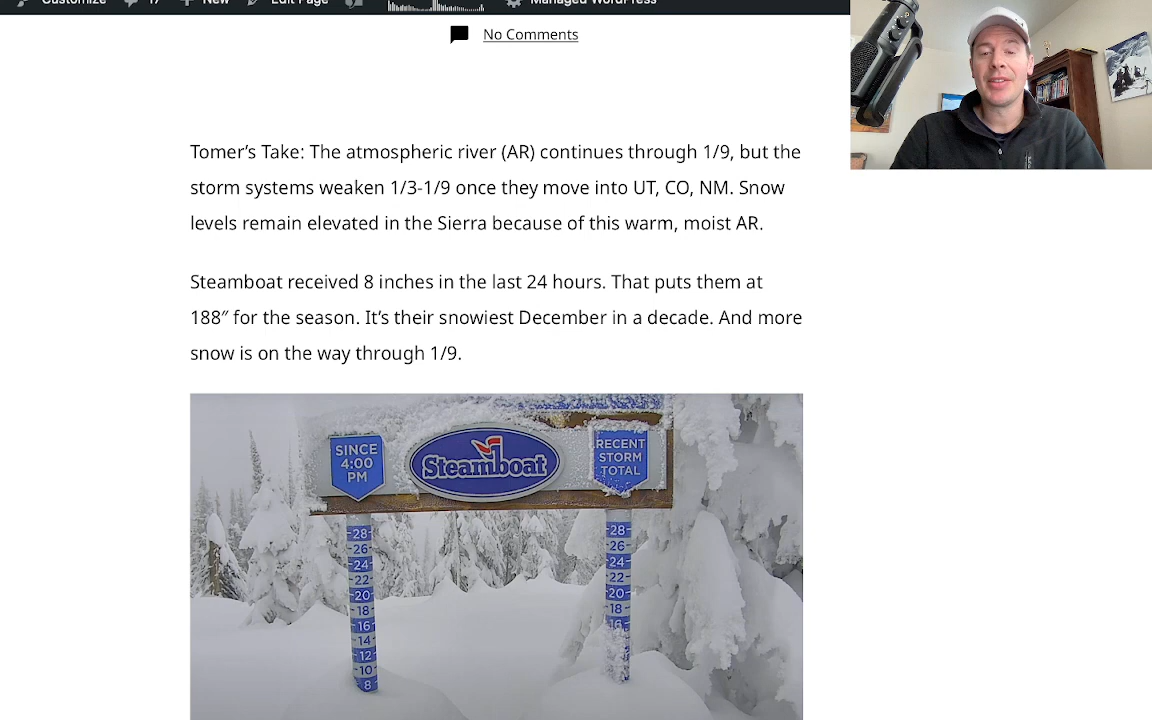 Customize 17 New Edit Page Managed WordPress
No Comments
Tomer’s Take: The atmospheric river (AR) continues through 1/9, but the
storm systems weaken 1/3-1/9 once they move into UT, CO, NM. Snow
levels remain elevated in the Sierra because of this warm, moist AR.
Steamboat received 8 inches in the last 24 hours. That puts them at
188″ for the season. It’s their snowiest December in a decade. And more
snow is on the way through 1/9.
SINCE
4:00
PM
Steamboat
RECENT
STORM
TOTAL
28
26
24
22
20
18
16
14
12
10
8
28
26
24
22
20
18
16